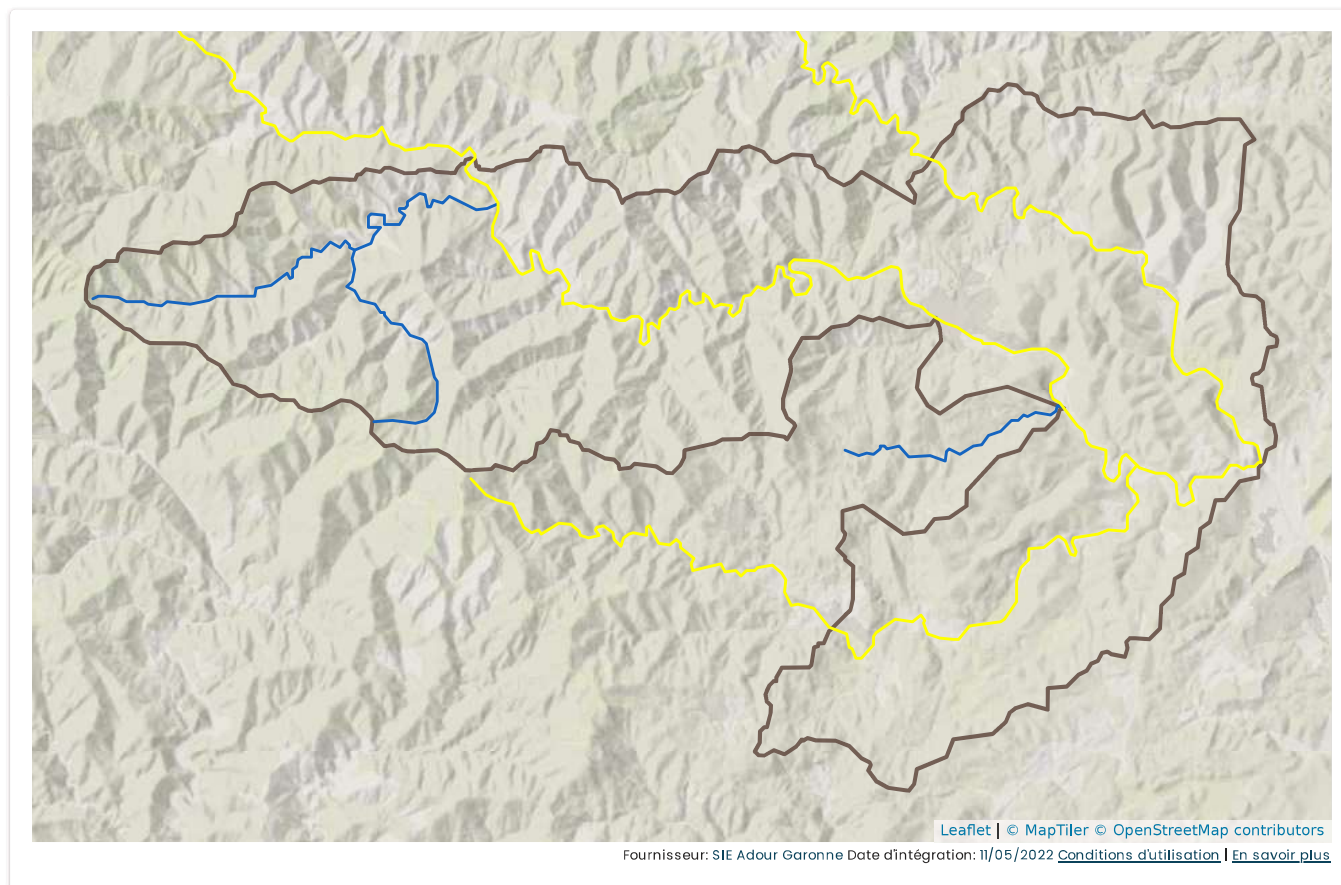 Leaflet | © MapTiler © OpenStreetMap contributors
Fournisseur: SIE Adour Garonne Date d'intégration: 11/05/2022 Conditions d'utilisation | En savoir plus